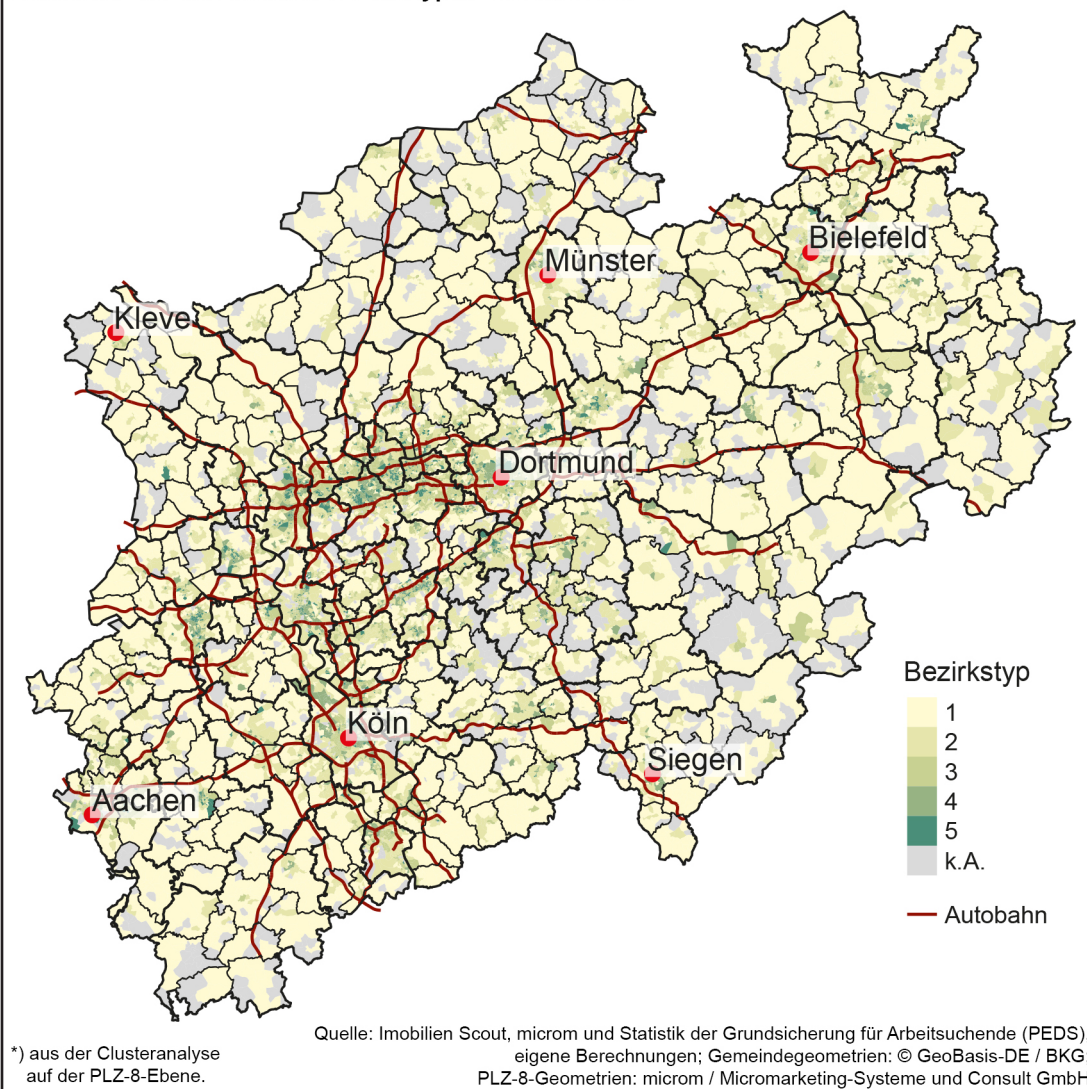 Bielefeld
Münster
Kleve
Dortmund
Köln
Siegen
Aachen
Bezirkstyp
1
2
3
4
5
k.A.
Autobahn
Quelle: Imobilien Scout, microm und Statistik der Grundsicherung für Arbeitsuchende (PEDS)
eigene Berechnungen; Gemeindegeometrien: © GeoBasis-DE / BKG
PLZ-8-Geometrien: microm / Micromarketing-Systeme und Consult GmbH
*) aus der Clusteranalyse
auf der PLZ-8-Ebene.